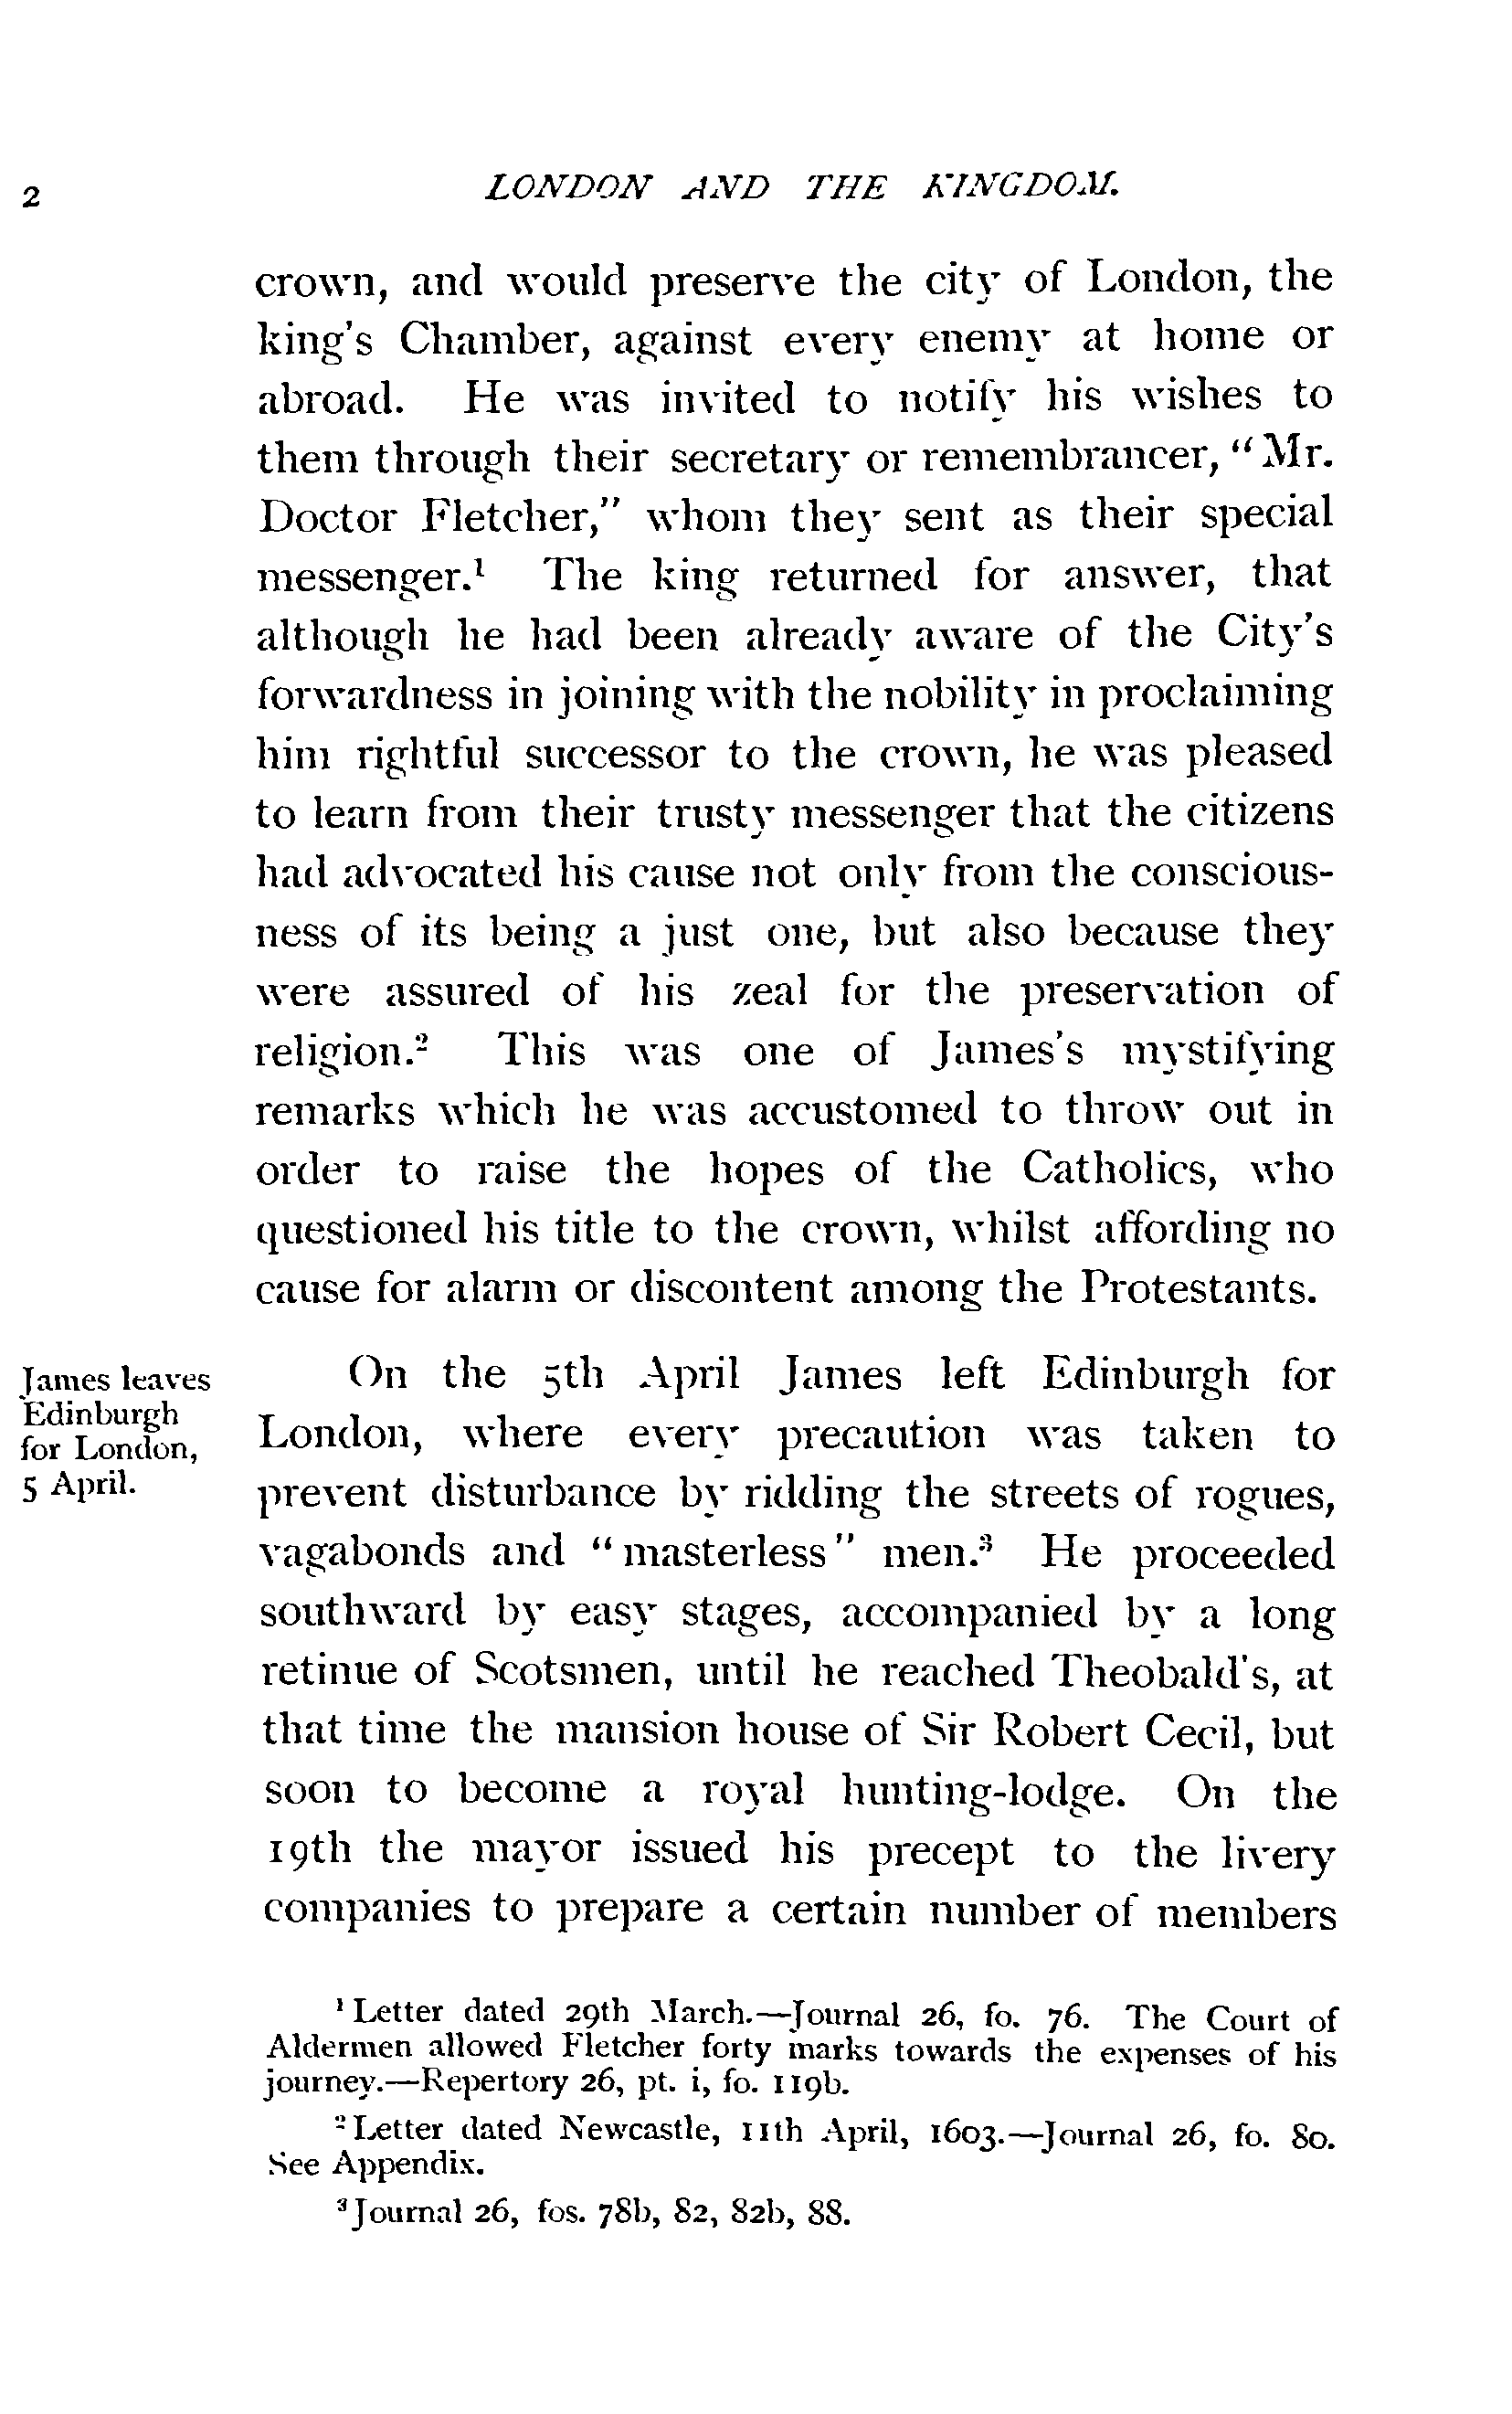 2
LONDON AND THE KINGDOM.
crown, and would preserve the city of London, the
king's Chamber, against every enemy at home or
abroad. He was invited to notify his wishes to
them through their secretary or remembrancer, "Mr.
Doctor Fletcher," whom they sent as their special
messenger.¹ The king returned for answer, that
although he had been already aware of the City's
forwardness in joining with the nobility in proclaiming
him rightful successor to the crown, he was pleased
to learn from their trusty messenger that the citizens
had advocated his cause not only from the conscious-
ness of its being a just one, but also because they
were assured of his zeal for the preservation of
religion.² This was one of James's mystifying
remarks which he was accustomed to throw out in
order to raise the hopes of the Catholics, who
questioned his title to the crown, whilst affording no
cause for alarm or discontent among the Protestants.
James leaves
Edinburgh
for London,
5 April.
On the 5th April James left Edinburgh for
London, where every precaution was taken to
prevent disturbance by ridding the streets of rogues,
vagabonds and "masterless" men.³ He proceeded
southward by easy stages, accompanied by a long
retinue of Scotsmen, until he reached Theobald's, at
that time the mansion house of Sir Robert Cecil, but
soon to become a royal hunting-lodge. On the
19th the mayor issued his precept to the livery
companies to prepare a certain number of members
¹ Letter dated 29th March.—Journal 26, fo. 76. The Court of
Aldermen allowed Fletcher forty marks towards the expenses of his
journey.—Repertory 26, pt. i, fo. 119b.
² Letter dated Newcastle, 11th April, 1603.—Journal 26, fo. 80.
See Appendix.
³ Journal 26, fos. 78b, 82, 82b, 88.